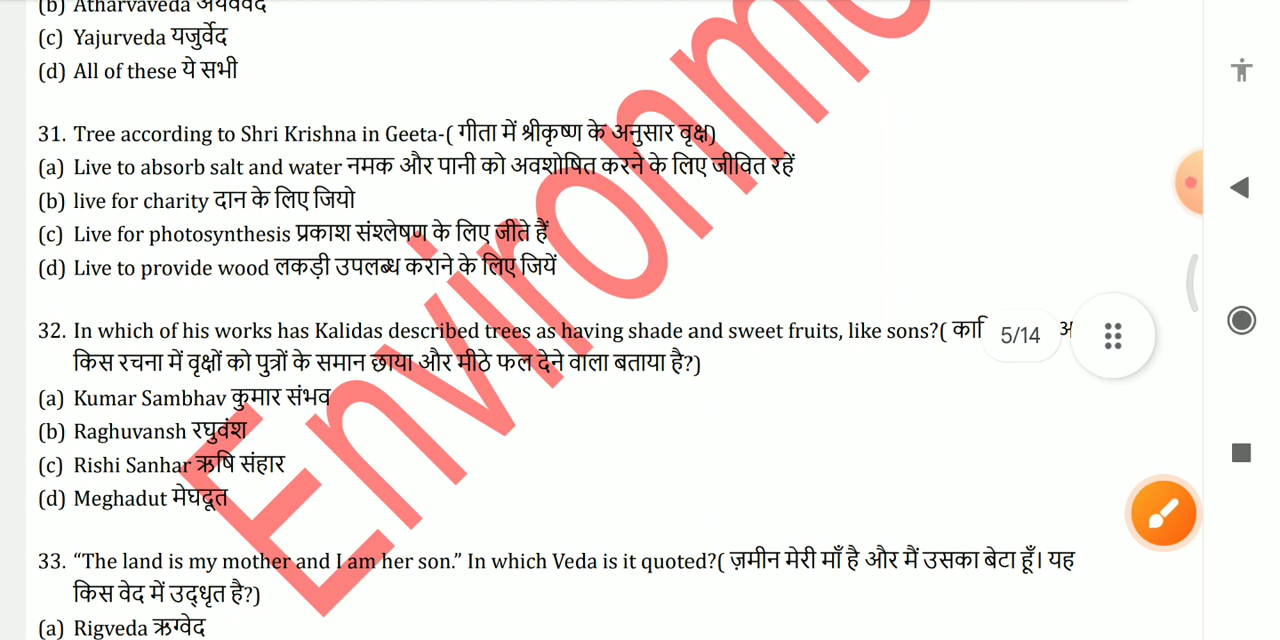 (b) Atharvaveda अथर्ववेद
(c) Yajurveda यजुर्वेद
(d) All of these ये सभी
31. Tree according to Shri Krishna in Geeta-( गीता में श्रीकृष्ण के अनुसार वृक्ष)
(a) Live to absorb salt and water नमक और पानी को अवशोषित करने के लिए जीवित रहें
(b) live for charity दान के लिए जियो
(c) Live for photosynthesis प्रकाश संश्लेषण के लिए जीते हैं
(d) Live to provide wood लकड़ी उपलब्ध कराने के लिए जियें
32. In which of his works has Kalidas described trees as having shade and sweet fruits, like sons?(
5/14
किस रचना में वृक्षों को पुत्रों के समान छाया और मीठे फल देने वाला बताया है?)
(a) Kumar Sambhav कुमार संभव
(b) Raghuvansh रघुवंश
(c) Rishi Sanhar ऋषि संहार
(d) Meghadut मेघदूत
33. “The land is my mother and I am her son.” In which Veda is it quoted?( ज़मीन मेरी माँ है और मैं उसका बेटा हूँ। यह
किस वेद में उद्धृत है?)
(a) Rigveda ऋग्वेद
Environme